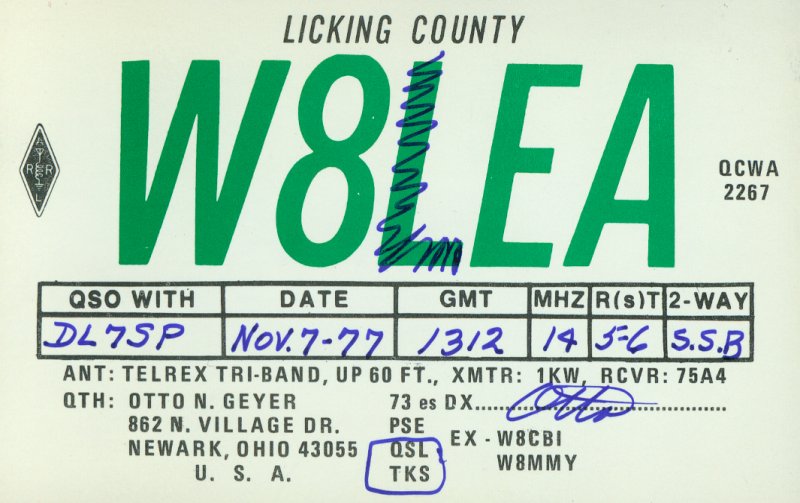 LICKING COUNTY
W8LEA
A
R R
L
QCWA
2267
QSO WITH DATE GMT MHZ R(s)T 2-WAY
DL7SP NOV.7-77 1312 14 5-6 S.S.B
ANT: TELREX TRI-BAND, UP 60 FT., XMTR: 1KW, RCVR: 75A4
QTH: OTTO N. GEYER 73 es DX Otto
862 N. VILLAGE DR. PSE EX - W8CBI
NEWARK, OHIO 43055 QSL W8MMY
U. S. A. TKS